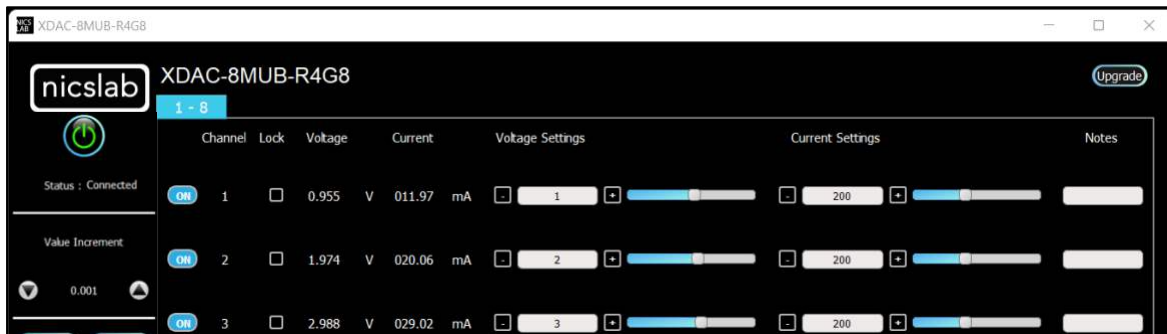 NICS LAB XDAC-8MUB-R4G8
nicslab
XDAC-8MUB-R4G8
Upgrade
1 - 8
Channel Lock Voltage Current Voltage Settings Current Settings Notes
Status : Connected
ON 1 0.955 V 011.97 mA - 1 + - 200 +
Value Increment
ON 2 1.974 V 020.06 mA - 2 + - 200 +
0.001
ON 3 2.988 V 029.02 mA - 3 + - 200 +